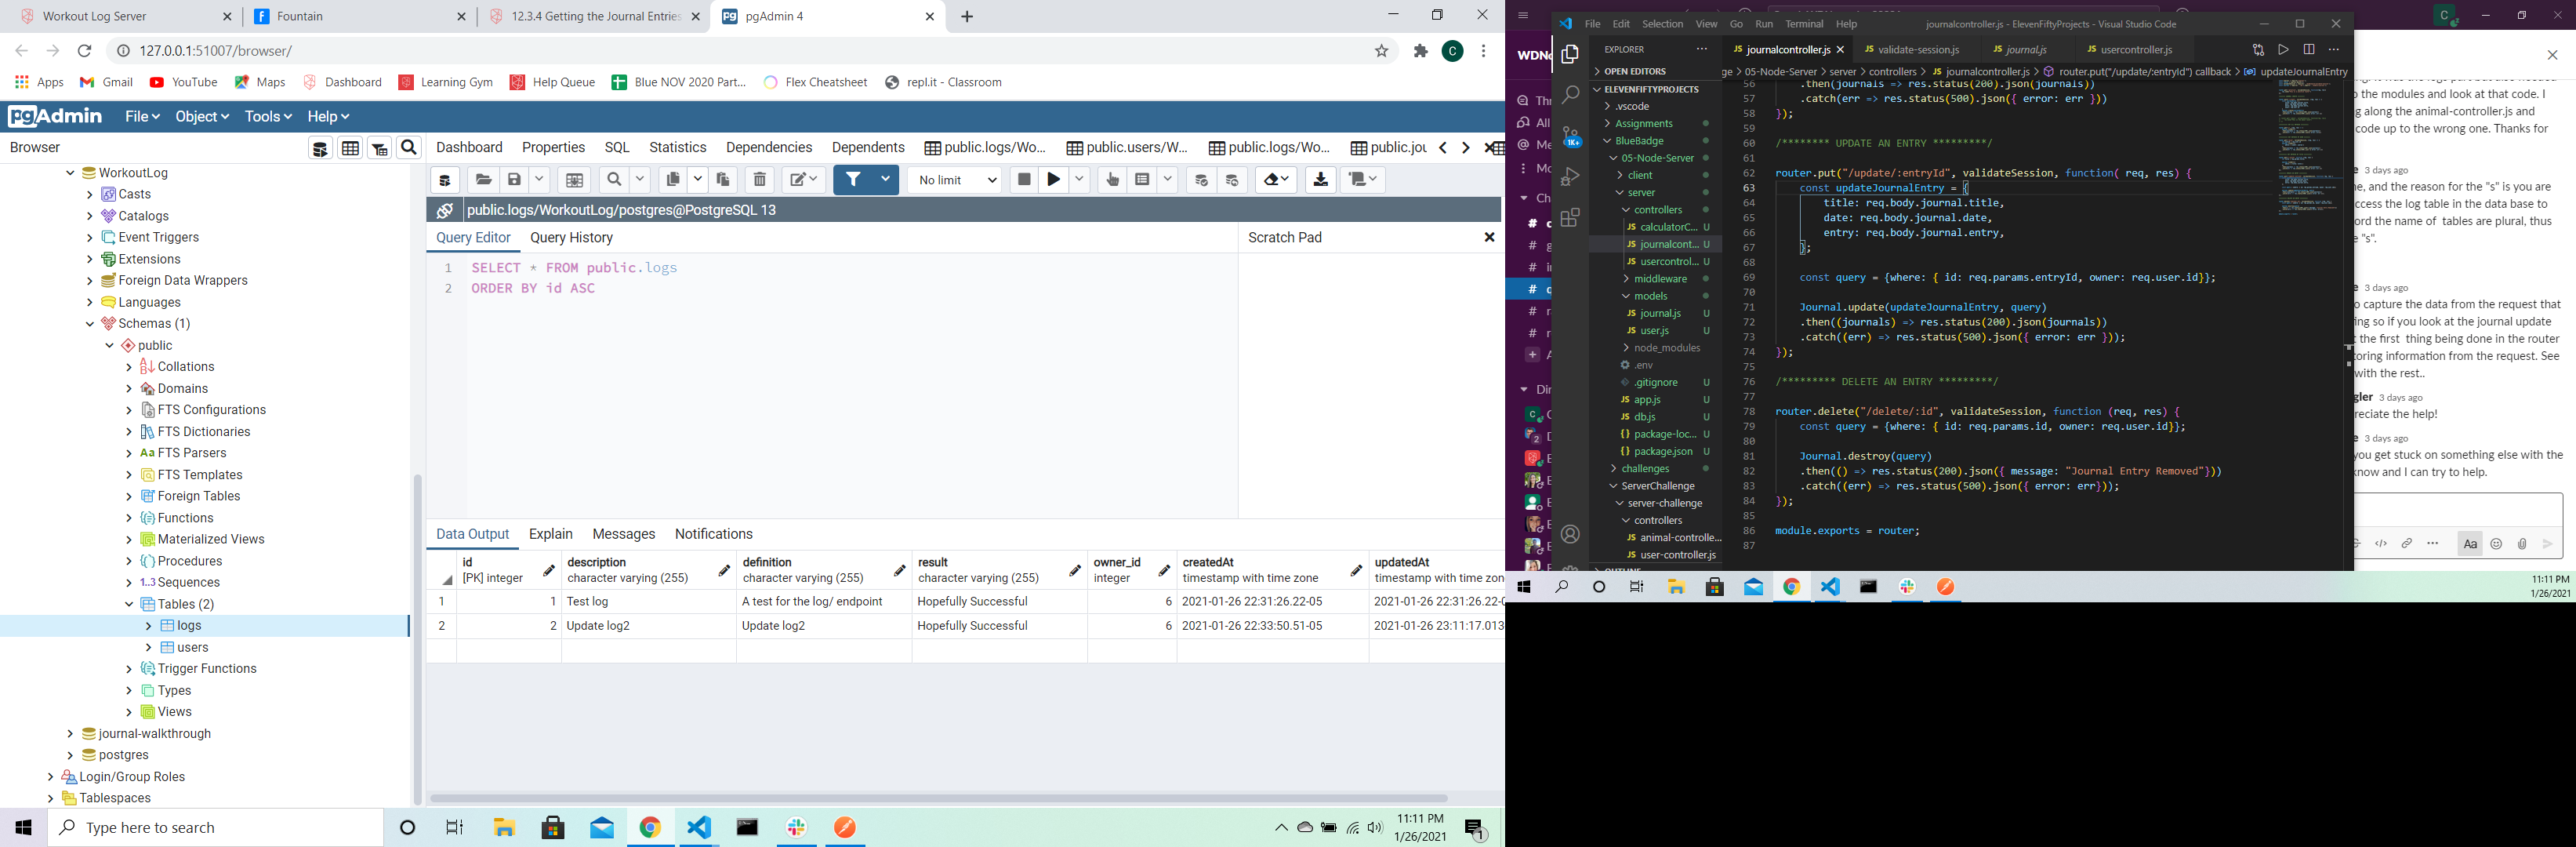 Workout Log Server
Fountain
12.3.4 Getting the Journal Entries
pgAdmin 4
127.0.0.1:51007/browser/
C
Apps
Gmail
YouTube
Maps
Dashboard
Learning Gym
Help Queue
Blue NOV 2020 Part...
Flex Cheatsheet
repl.it - Classroom
pgAdmin
File
Object
Tools
Help
Browser
Dashboard
Properties
SQL
Statistics
Dependencies
Dependents
public.logs/Wo...
public.users/W...
public.logs/Wo...
public.jou
No limit
public.logs/WorkoutLog/postgres@PostgreSQL 13
Query Editor
Query History
Scratch Pad
1 SELECT * FROM public.logs
2 ORDER BY id ASC
WorkoutLog
Casts
Catalogs
Event Triggers
Extensions
Foreign Data Wrappers
Languages
Schemas (1)
public
Collations
Domains
FTS Configurations
FTS Dictionaries
FTS Parsers
FTS Templates
Foreign Tables
Functions
Materialized Views
Procedures
Sequences
Tables (2)
logs
users
Trigger Functions
Types
Views
journal-walkthrough
postgres
Login/Group Roles
Tablespaces
Data Output
Explain
Messages
Notifications
id description definition result owner_id createdAt updatedAt
[PK] integer character varying (255) character varying (255) character varying (255) integer timestamp with time zone timestamp with time zon
1 1 Test log A test for the log/ endpoint Hopefully Successful 6 2021-01-26 22:31:26.22-05 2021-01-26 22:31:26.22-0
2 2 Update log2 Update log2 Hopefully Successful 6 2021-01-26 22:33:50.51-05 2021-01-26 23:11:17.013
Type here to search
11:11 PM
1/26/2021
1
File Edit Selection View Go Run Terminal Help
journalcontroller.js - ElevenFiftyProjects - Visual Studio Code
EXPLORER
OPEN EDITORS
ELEVENFIFTYPROJECTS
.vscode
Assignments
BlueBadge
05-Node-Server
client
server
controllers
calculatorC... U
journalcont... U
usercontrol... U
middleware
models
journal.js U
user.js U
node_modules
.env
.gitignore U
app.js U
db.js U
package-loc... U
package.json U
challenges
ServerChallenge
server-challenge
controllers
animal-controlle...
user-controller.js
OUTLINE
1K+
journalcontroller.js
validate-session.js
journal.js
usercontroller.js
ge > 05-Node-Server > server > controllers > journalcontroller.js > router.put("/update/:entryId") callback > updateJournalEntry
56 .then(journals => res.status(200).json(journals))
57 .catch(err => res.status(500).json({ error: err }))
58 });
59
60 /******** UPDATE AN ENTRY *********/
61
62 router.put("/update/:entryId", validateSession, function( req, res) {
63 const updateJournalEntry = {
64 title: req.body.journal.title,
65 date: req.body.journal.date,
66 entry: req.body.journal.entry,
67 };
68
69 const query = {where: { id: req.params.entryId, owner: req.user.id}};
70
71 Journal.update(updateJournalEntry, query)
72 .then((journals) => res.status(200).json(journals))
73 .catch((err) => res.status(500).json({ error: err }));
74 });
75
76 /********* DELETE AN ENTRY *********/
77
78 router.delete("/delete/:id", validateSession, function (req, res) {
79 const query = {where: { id: req.params.id, owner: req.user.id}};
80
81 Journal.destroy(query)
82 .then(() => res.status(200).json({ message: "Journal Entry Removed"}))
83 .catch((err) => res.status(500).json({ error: err}));
84 });
85
86 module.exports = router;
87
WDNo
Thr
All
Me
Mo
Ch
Dir
o the modules and look at that code. I
g along the animal-controller.js and
code up to the wrong one. Thanks for
e 3 days ago
ne, and the reason for the "s" is you are
ccess the log table in the data base to
ord the name of tables are plural, thus
e "s".
e 3 days ago
o capture the data from the request that
ing so if you look at the journal update
t the first thing being done in the router
toring information from the request. See
with the rest..
gler 3 days ago
reciate the help!
e 3 days ago
you get stuck on something else with the
know and I can try to help.
Aa
11:11 PM
1/26/2021